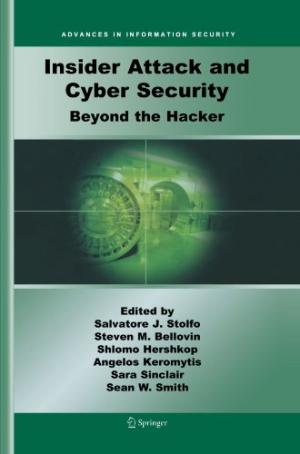 ADVANCES IN INFORMATION SECURITY
Insider Attack and
Cyber Security
Beyond the Hacker
Edited by
Salvatore J. Stolfo
Steven M. Bellovin
Shlomo Hershkop
Angelos Keromytis
Sara Sinclair
Sean W. Smith
Springer